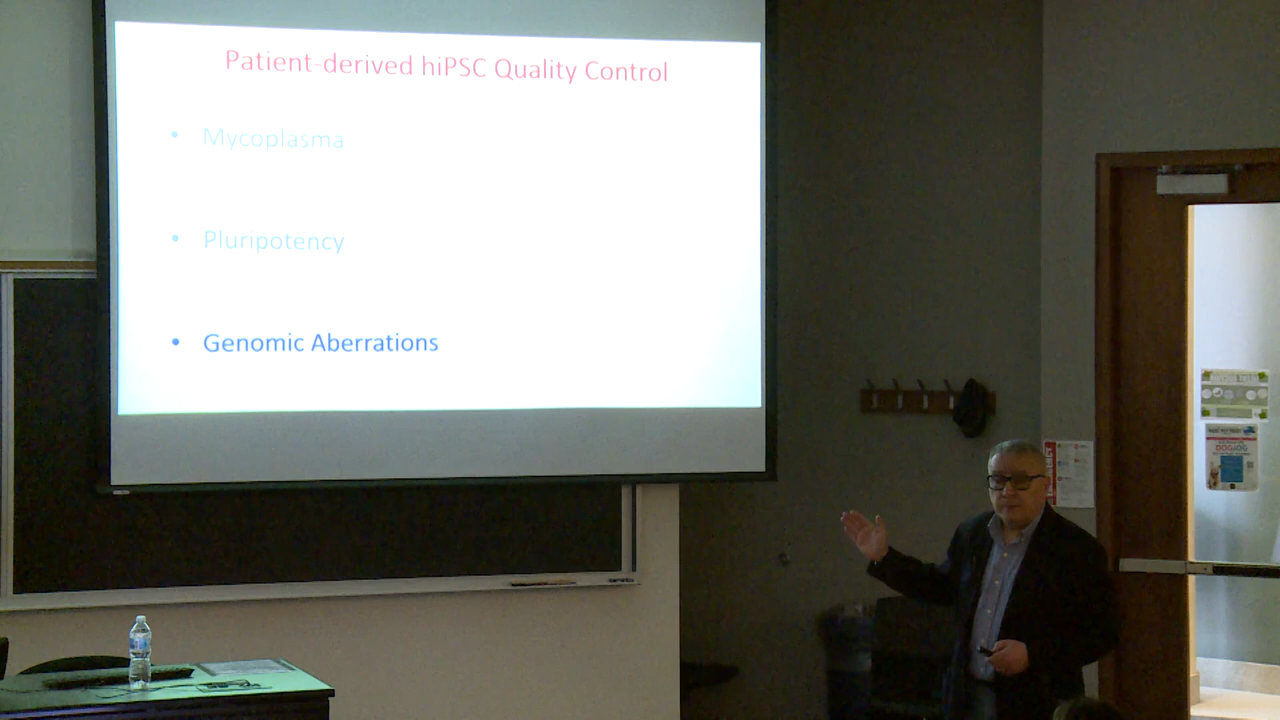 Patient-derived hiPSC Quality Control
• Mycoplasma
• Pluripotency
• Genomic Aberrations